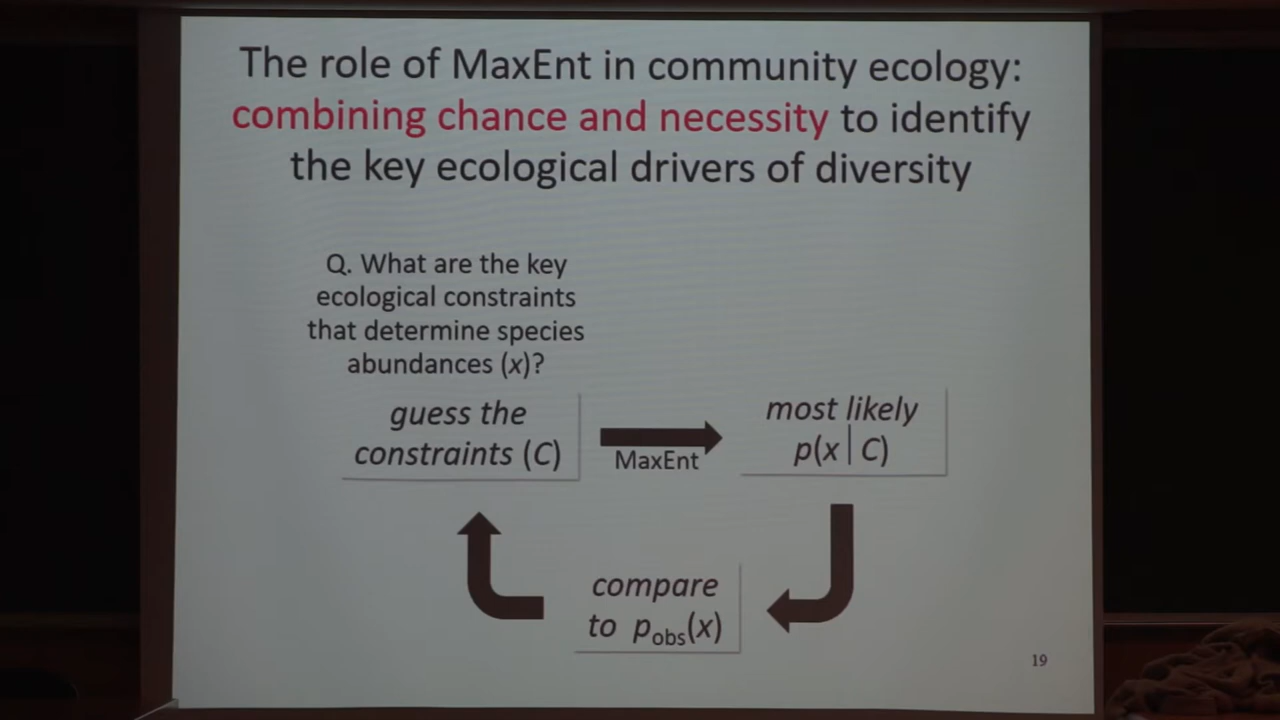 The role of MaxEnt in community ecology:
combining chance and necessity to identify
the key ecological drivers of diversity
Q. What are the key
ecological constraints
that determine species
abundances (x)?
guess the
constraints (C)
MaxEnt
most likely
p(x|C)
compare
to pobs(x)
19